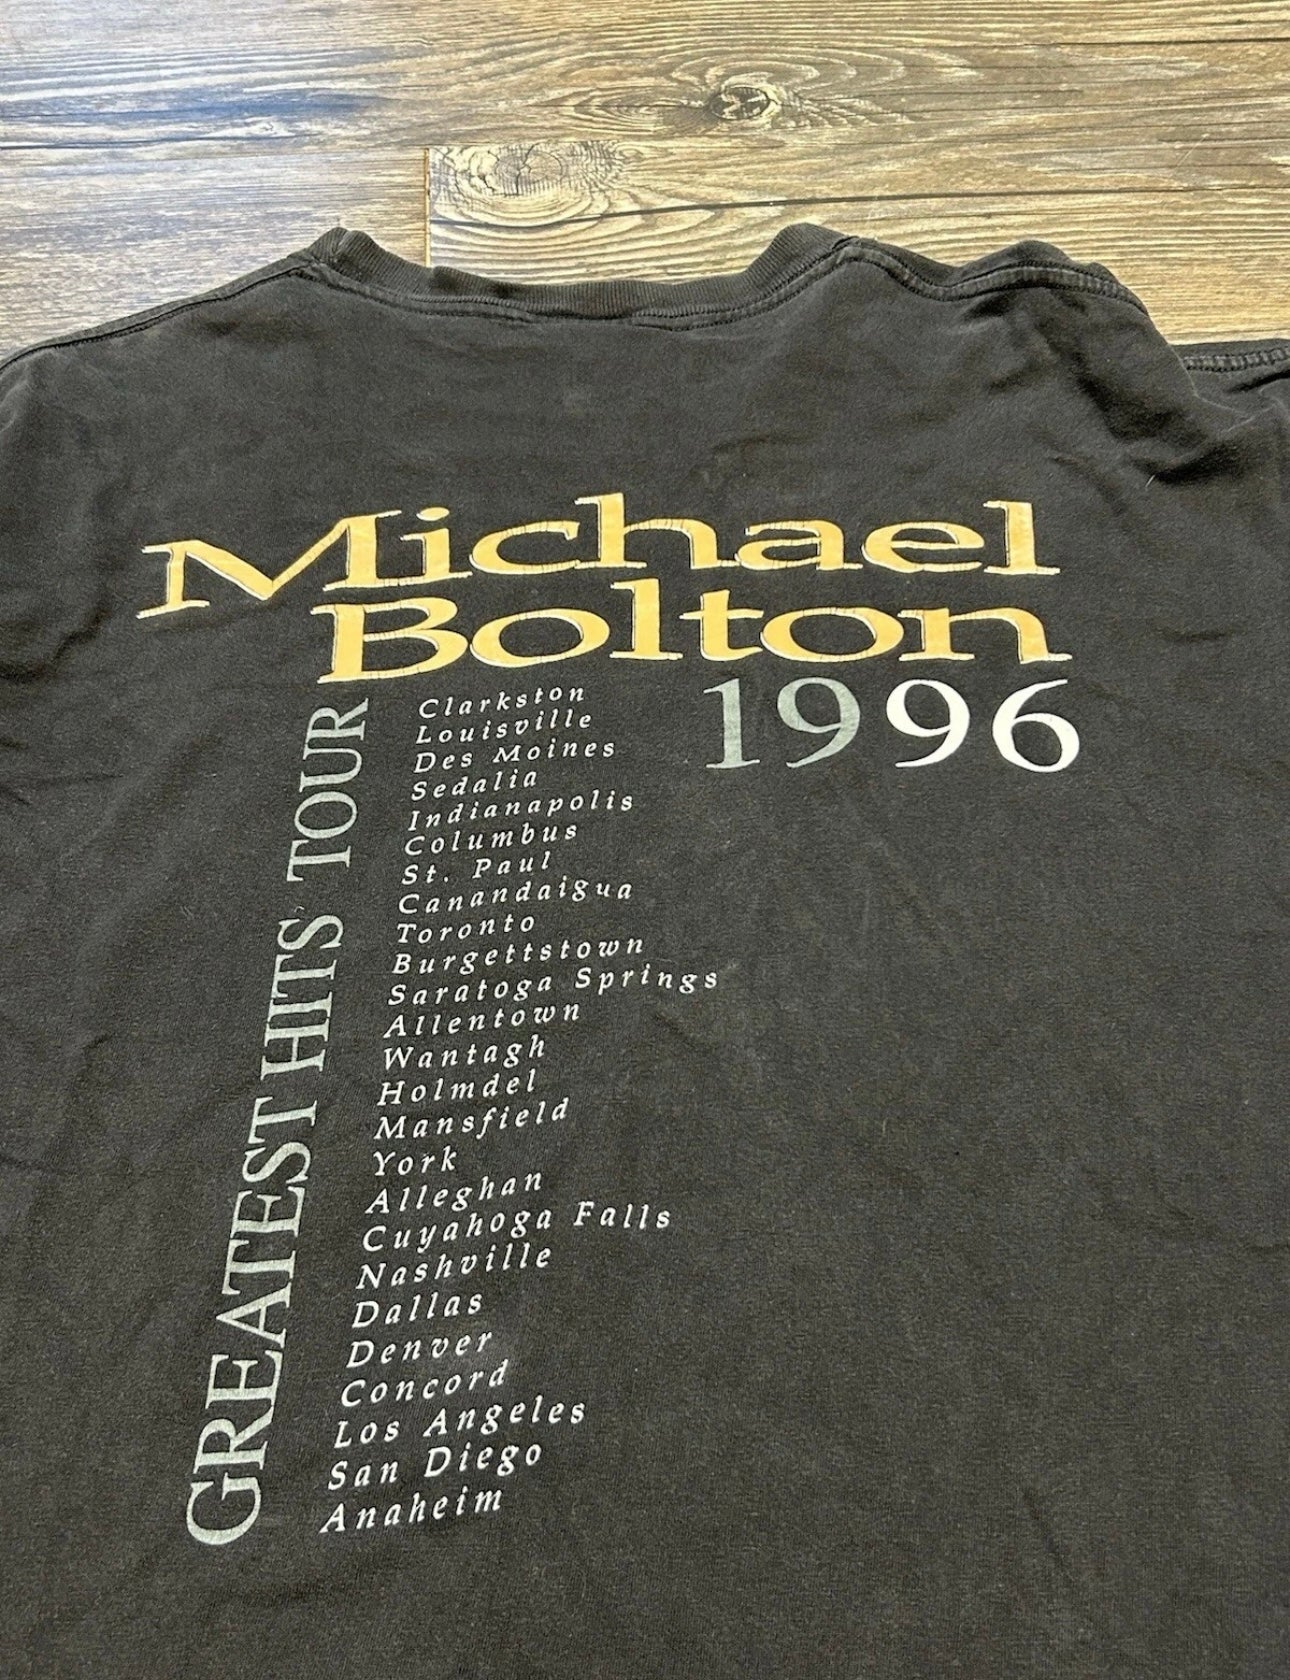 Michael
Bolton
1996
GREATEST HITS TOUR
Clarkston
Louisville
Des Moines
Sedalia
Indianapolis
Columbus
St. Paul
Canandaigua
Toronto
Burgettstown
Saratoga Springs
Allentown
Wantagh
Holmdel
Mansfield
York
Alleghan
Cuyahoga Falls
Nashville
Dallas
Denver
Concord
Los Angeles
San Diego
Anaheim